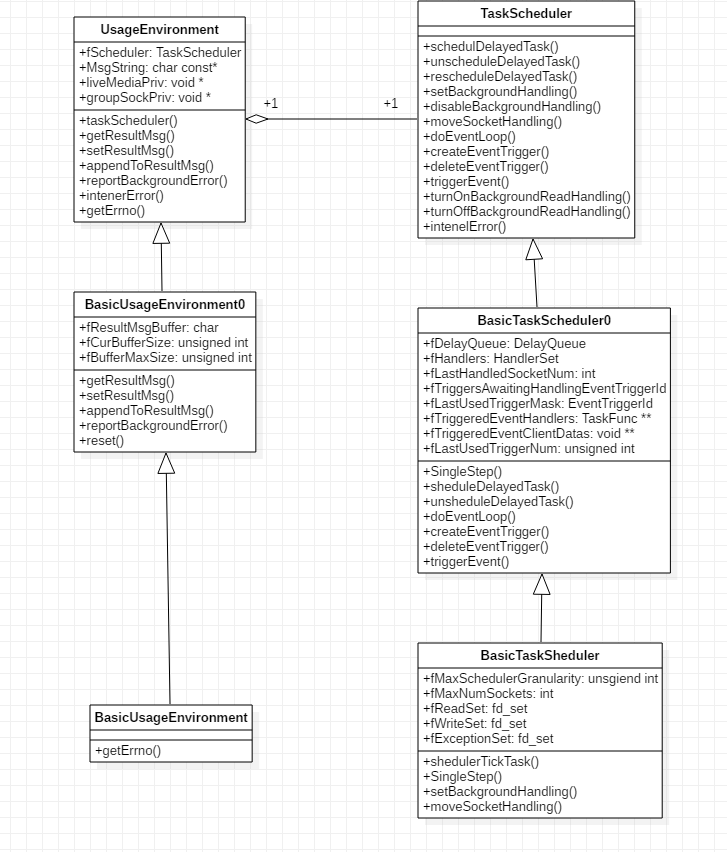 UsageEnvironment
+fScheduler: TaskScheduler
+MsgString: char const*
+liveMediaPriv: void *
+groupSockPriv: void *
+taskScheduler()
+getResultMsg()
+setResultMsg()
+appendToResultMsg()
+reportBackgroundError()
+intenerError()
+getErrno()
+1
+1
TaskScheduler
+schedulDelayedTask()
+unscheduleDelayedTask()
+rescheduleDelayedTask()
+setBackgroundHandling()
+disableBackgroundHandling()
+moveSocketHandling()
+doEventLoop()
+createEventTrigger()
+deleteEventTrigger()
+triggerEvent()
+turnOnBackgroundReadHandling()
+turnOffBackgroundReadHandling()
+intenelError()
BasicUsageEnvironment0
+fResultMsgBuffer: char
+fCurBufferSize: unsigned int
+fBufferMaxSize: unsigned int
+getResultMsg()
+setResultMsg()
+appendToResultMsg()
+reportBackgroundError()
+reset()
BasicTaskScheduler0
+fDelayQueue: DelayQueue
+fHandlers: HandlerSet
+fLastHandledSocketNum: int
+fTriggersAwaitingHandlingEventTriggerId
+fLastUsedTriggerMask: EventTriggerId
+fTriggeredEventHandlers: TaskFunc **
+fTriggeredEventClientDatas: void **
+fLastUsedTriggerNum: unsigned int
+SingleStep()
+sheduleDelayedTask()
+unsheduleDelayedTask()
+doEventLoop()
+createEventTrigger()
+deleteEventTrigger()
+triggerEvent()
BasicUsageEnvironment
+getErrno()
BasicTaskSheduler
+fMaxSchedulerGranularity: unsgiend int
+fMaxNumSockets: int
+fReadSet: fd_set
+fWriteSet: fd_set
+fExceptionSet: fd_set
+shedulerTickTask()
+SingleStep()
+setBackgroundHandling()
+moveSocketHandling()